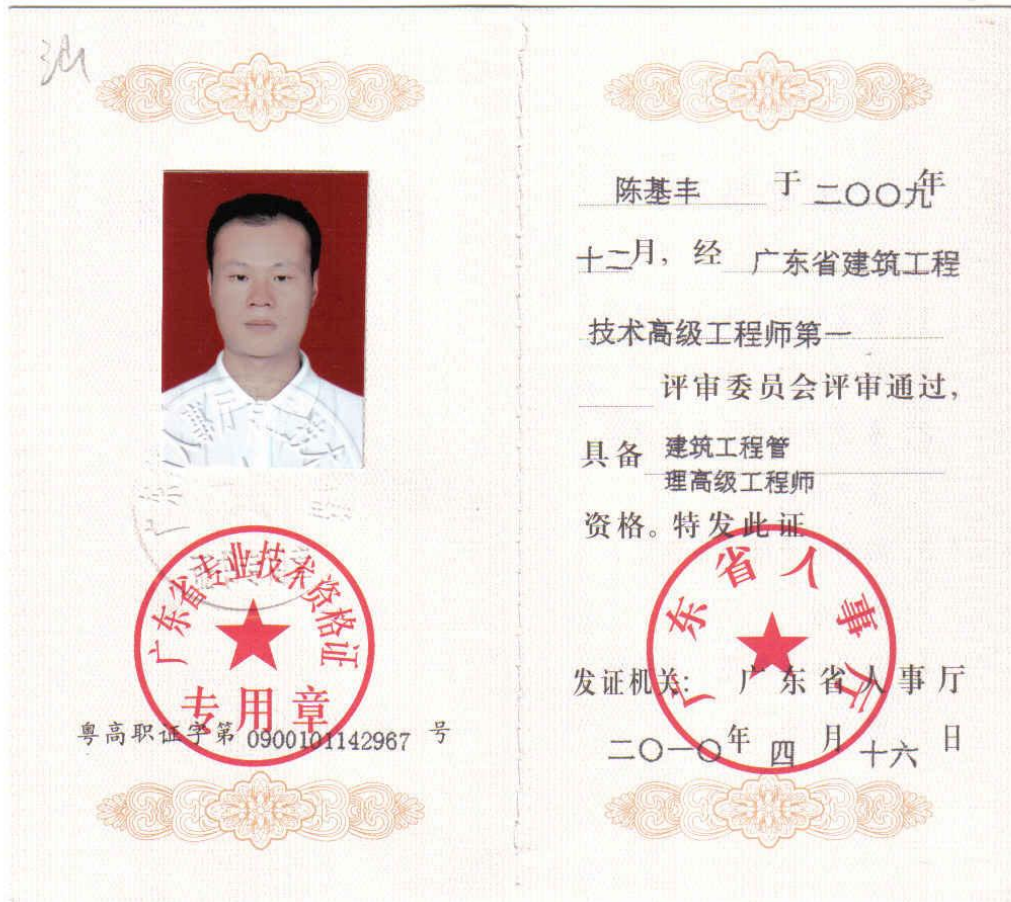 广东省专业技术资格证
专用章
粤高职证字第 0900101142967 号
陈基丰 于 二〇〇九年
十二月，经 广东省建筑工程
技术高级工程师第一
评审委员会评审通过，
具备 建筑工程管
理高级工程师
资格。特发此证
广东省人事厅
发证机关： 广东省人事厅
二〇一〇年 四 月 十六 日